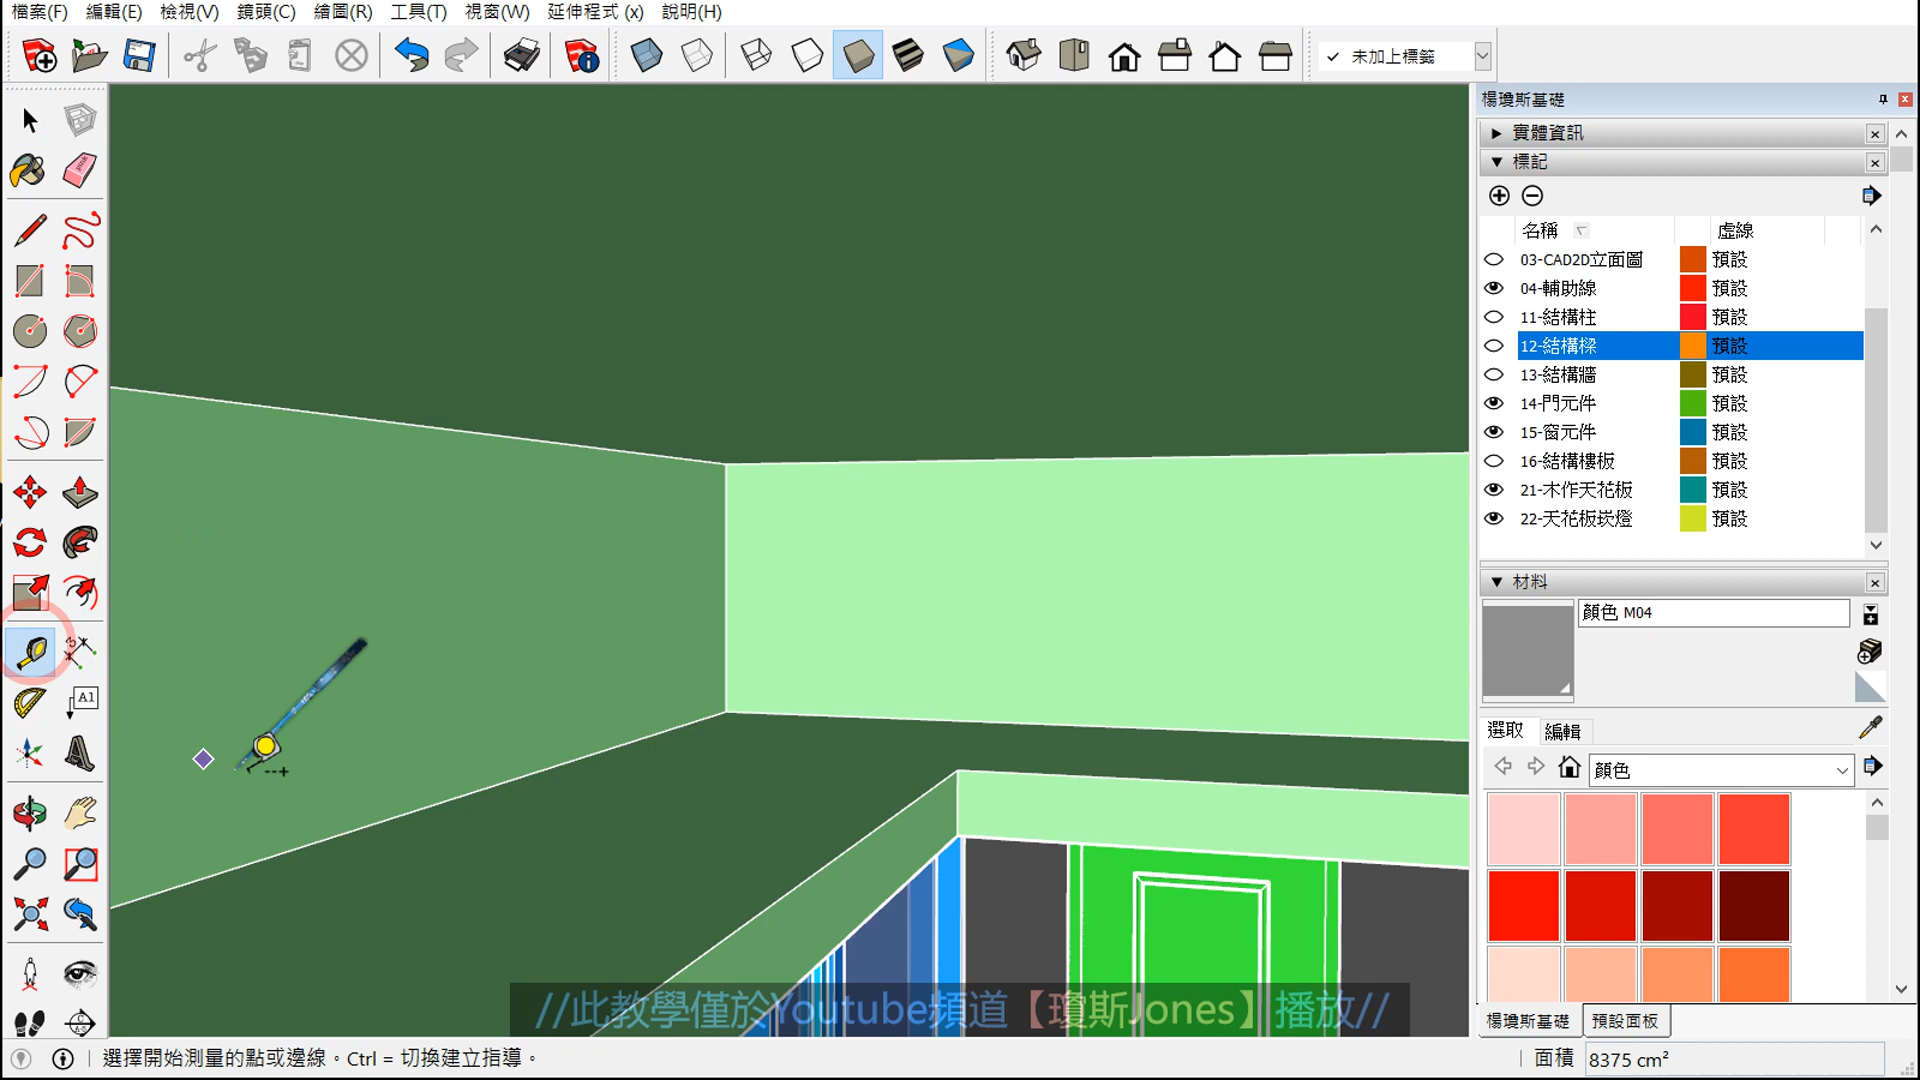 檔案(F) 編輯(E) 檢視(V) 鏡頭(C) 繪圖(R) 工具(T) 視窗(W) 延伸程式 (x) 說明(H)
✓ 未加上標籤
楊瓊斯基礎
實體資訊
標記
名稱 虛線
03-CAD2D立面圖 預設
04-輔助線 預設
11-結構柱 預設
12-結構樑 預設
13-結構牆 預設
14-門元件 預設
15-窗元件 預設
16-結構樓板 預設
21-木作天花板 預設
22-天花板崁燈 預設
材料
顏色 M04
A1
選取 編輯
顏色
//此教學僅於Youtube頻道【瓊斯Jones】播放//
楊瓊斯基礎 預設面板
選擇開始測量的點或邊線。Ctrl = 切換建立指導。
面積 8375 cm²